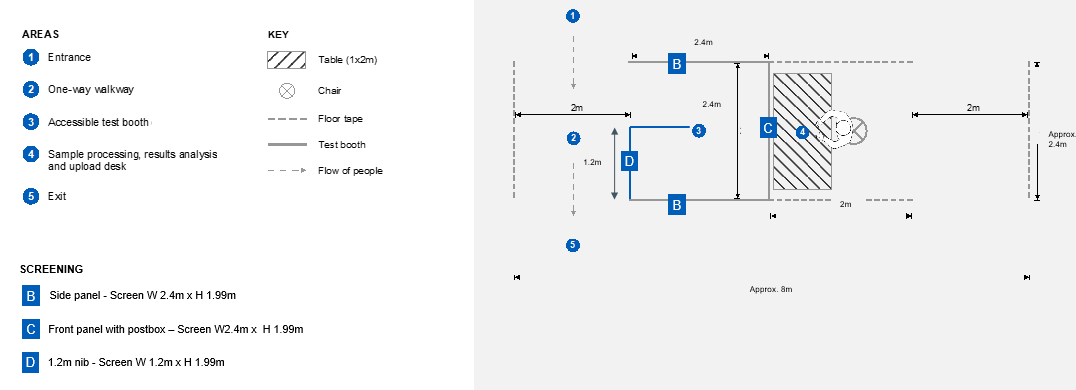 AREAS
1 Entrance
2 One-way walkway
3 Accessible test booth
4 Sample processing, results analysis
and upload desk
5 Exit
KEY
Table (1x2m)
Chair
Floor tape
Test booth
Flow of people
SCREENING
B Side panel - Screen W 2.4m x H 1.99m
C Front panel with postbox – Screen W2.4m x H 1.99m
D 1.2m nib - Screen W 1.2m x H 1.99m
1
2.4m
B
2m
2.4m
2m
3
C
4
2
Approx.
2.4m
1.2m
D
B
2m
5
Approx. 8m